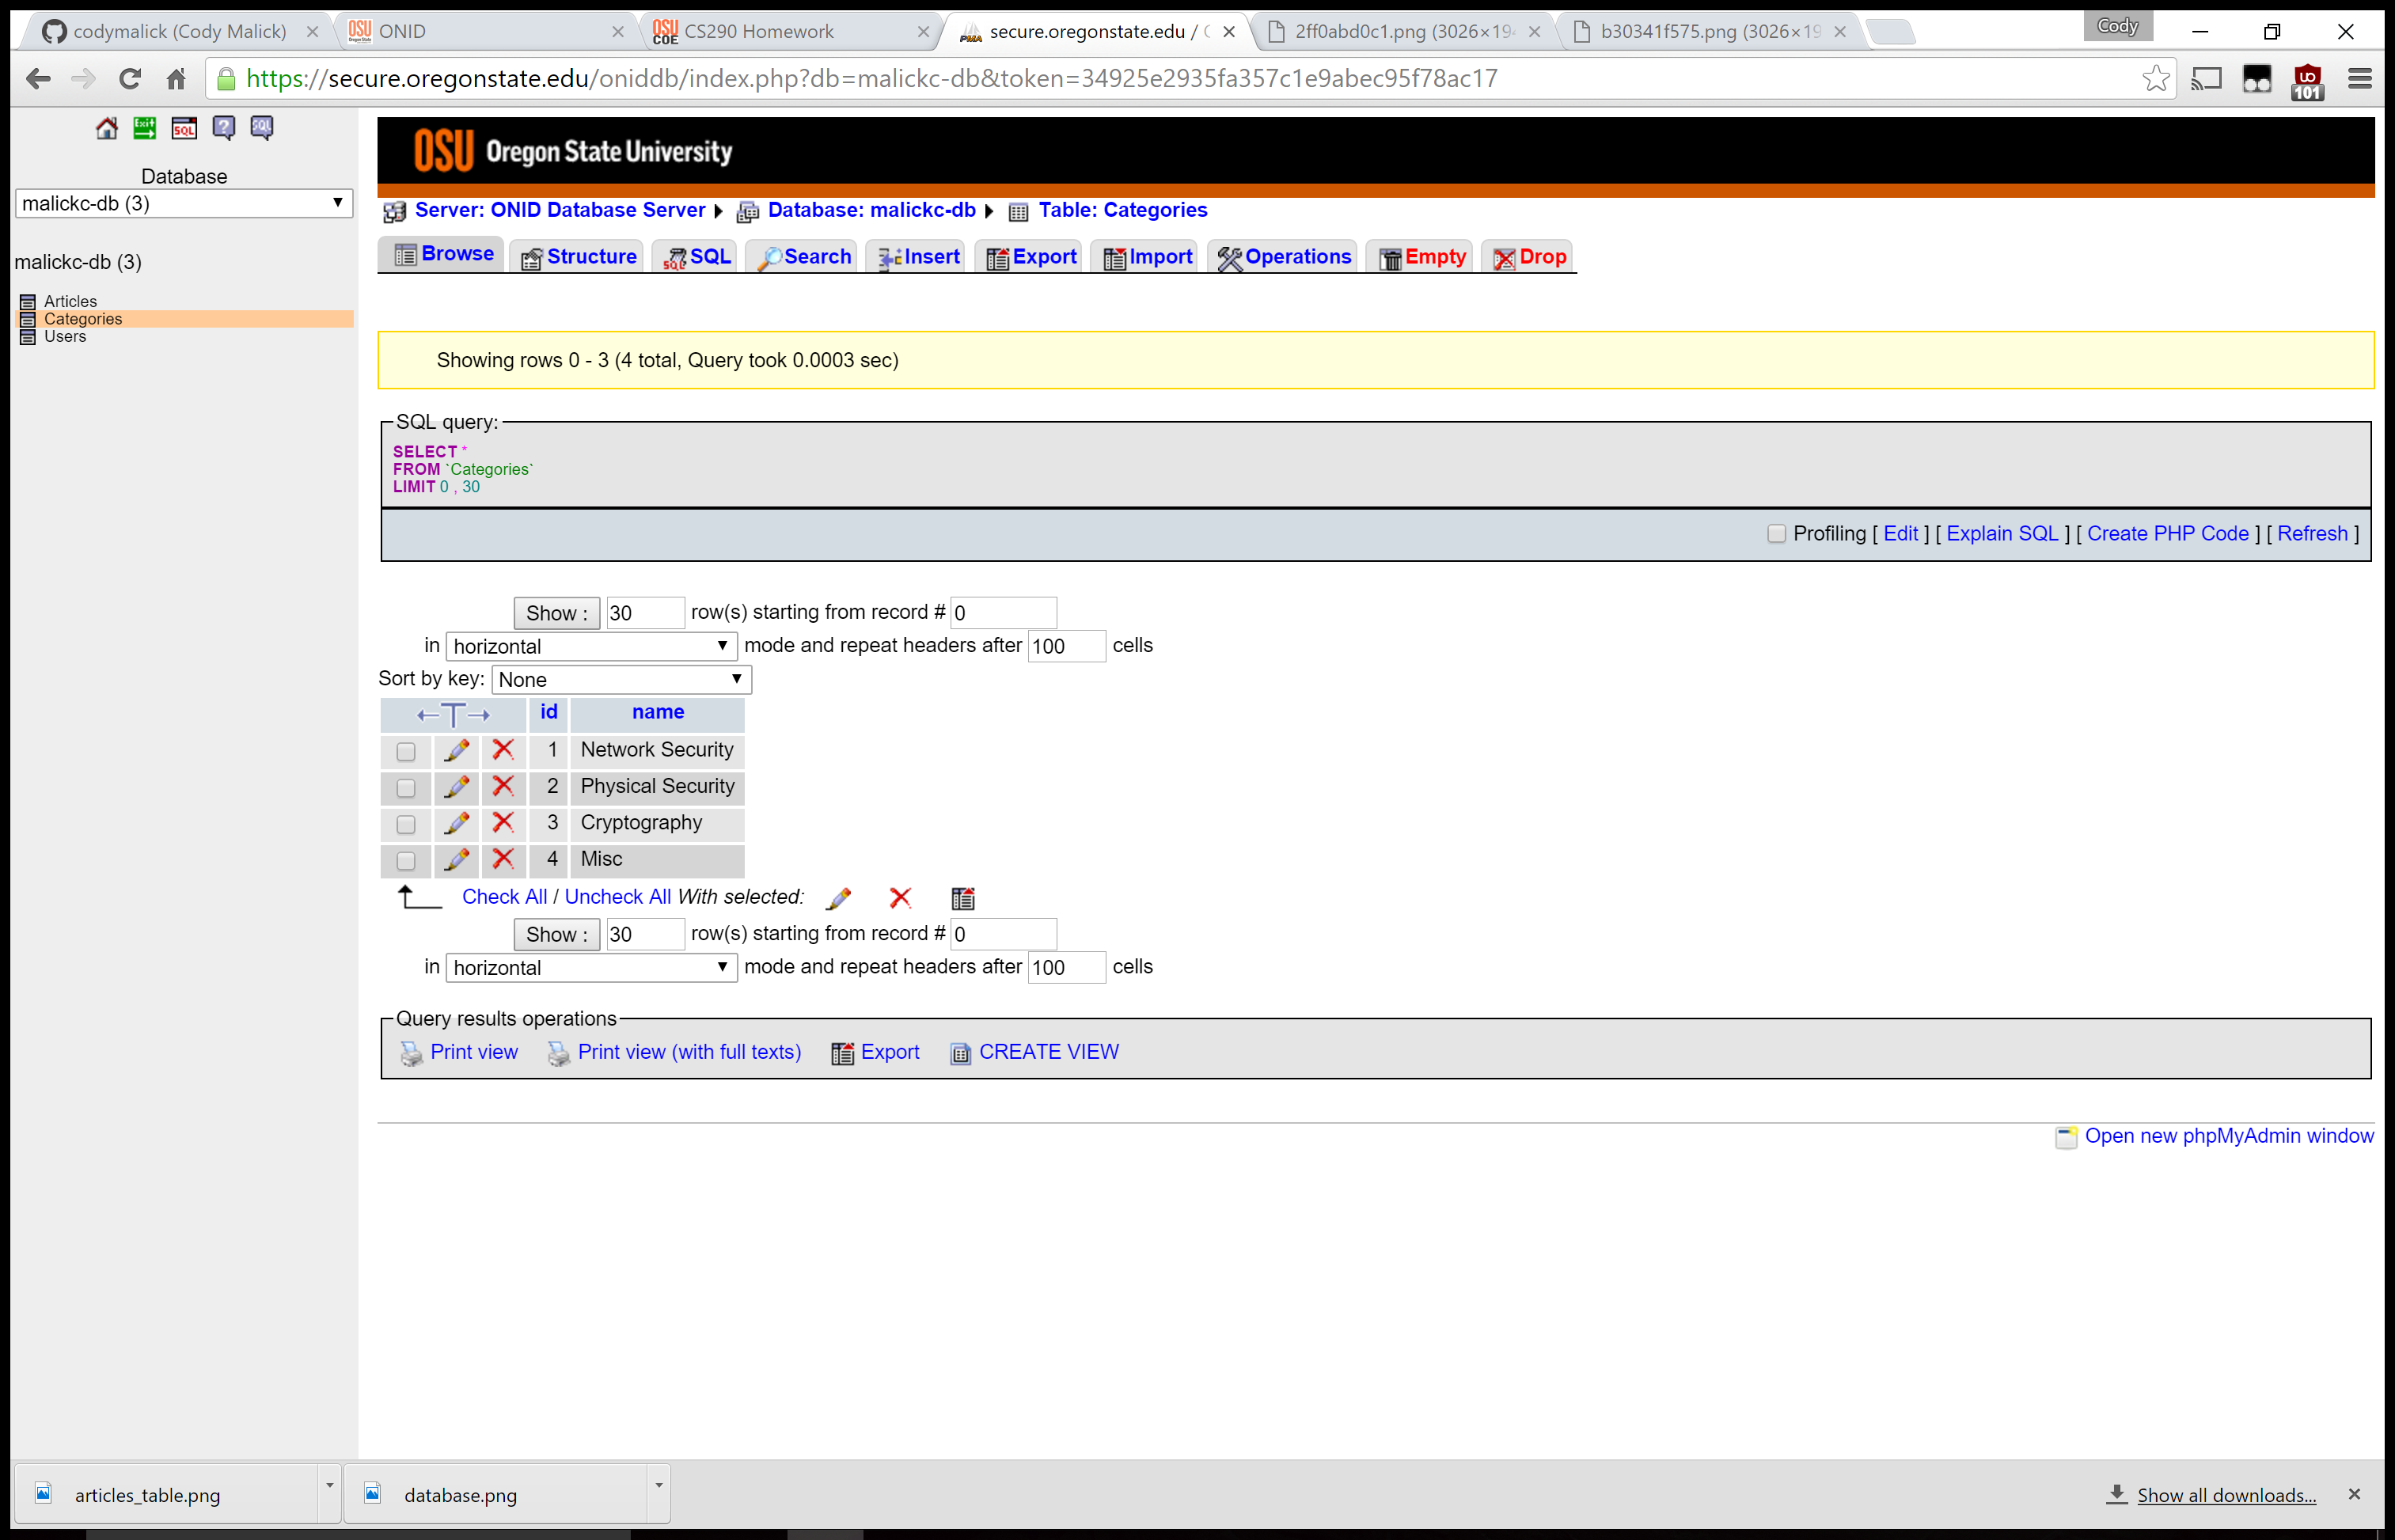 codymalick (Cody Malick)
ONID
CS290 Homework
secure.oregonstate.edu /
2ff0abd0c1.png (3026×194
b30341f575.png (3026×19
Cody
https://secure.oregonstate.edu/oniddb/index.php?db=malickc-db&token=34925e2935fa357c1e9abec95f78ac17
101
Database
malickc-db (3)
malickc-db (3)
Articles
Categories
Users
OSU Oregon State University
Server: ONID Database Server
Database: malickc-db
Table: Categories
Browse
Structure
SQL
Search
Insert
Export
Import
Operations
Empty
Drop
Showing rows 0 - 3 (4 total, Query took 0.0003 sec)
SQL query:
SELECT *
FROM `Categories`
LIMIT 0 , 30
Profiling [ Edit ] [ Explain SQL ] [ Create PHP Code ] [ Refresh ]
Show : 30 row(s) starting from record # 0
in horizontal mode and repeat headers after 100 cells
Sort by key: None
id name
1 Network Security
2 Physical Security
3 Cryptography
4 Misc
Check All / Uncheck All With selected:
Show : 30 row(s) starting from record # 0
in horizontal mode and repeat headers after 100 cells
Query results operations
Print view
Print view (with full texts)
Export
CREATE VIEW
Open new phpMyAdmin window
articles_table.png
database.png
Show all downloads...